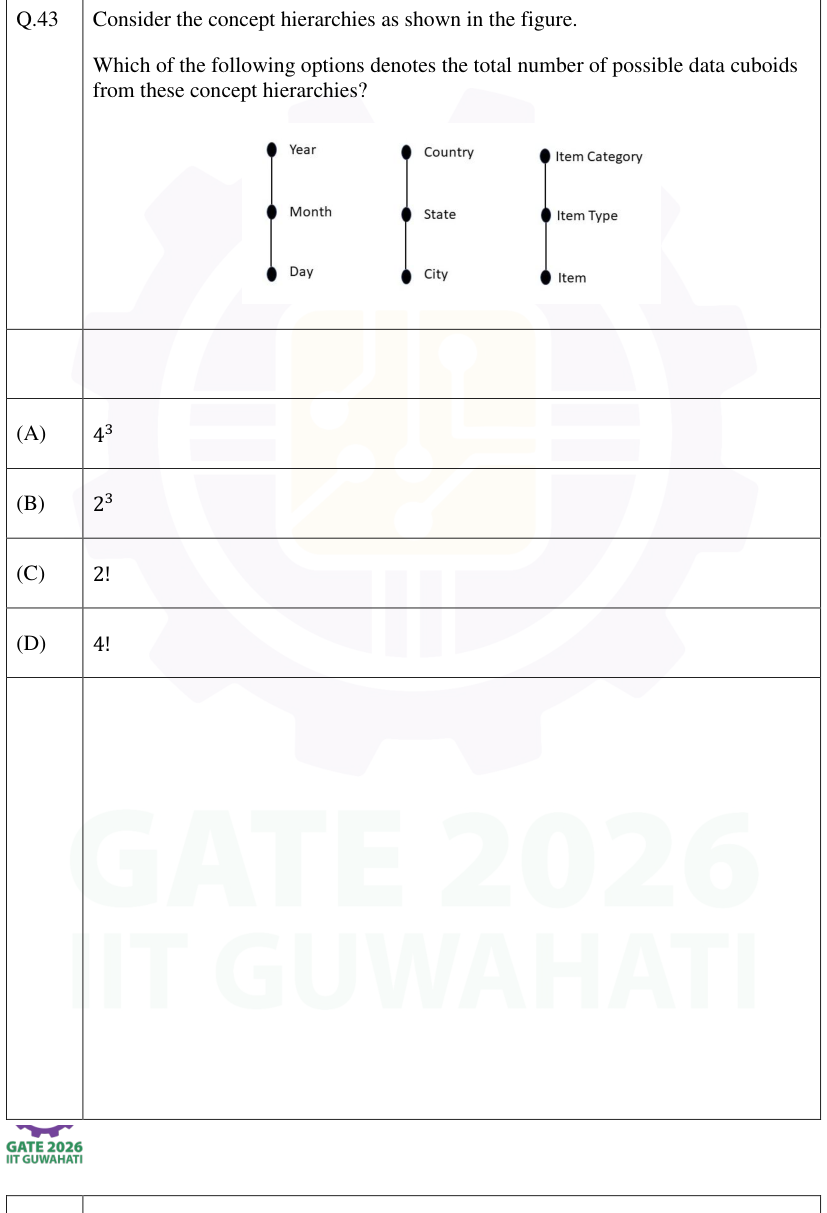 Q.43 Consider the concept hierarchies as shown in the figure.
Which of the following options denotes the total number of possible data cuboids
from these concept hierarchies?
Year Country Item Category
Month State Item Type
Day City Item
(A) 4³
(B) 2³
(C) 2!
(D) 4!
GATE 2026
IIT GUWAHATI
GATE 2026
IIT GUWAHATI